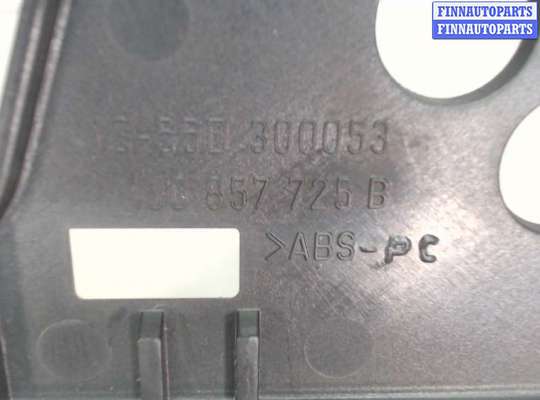 FINNAUTOPARTS
FINNAUTOPARTS
300053
857 725 B
>ABS-PC